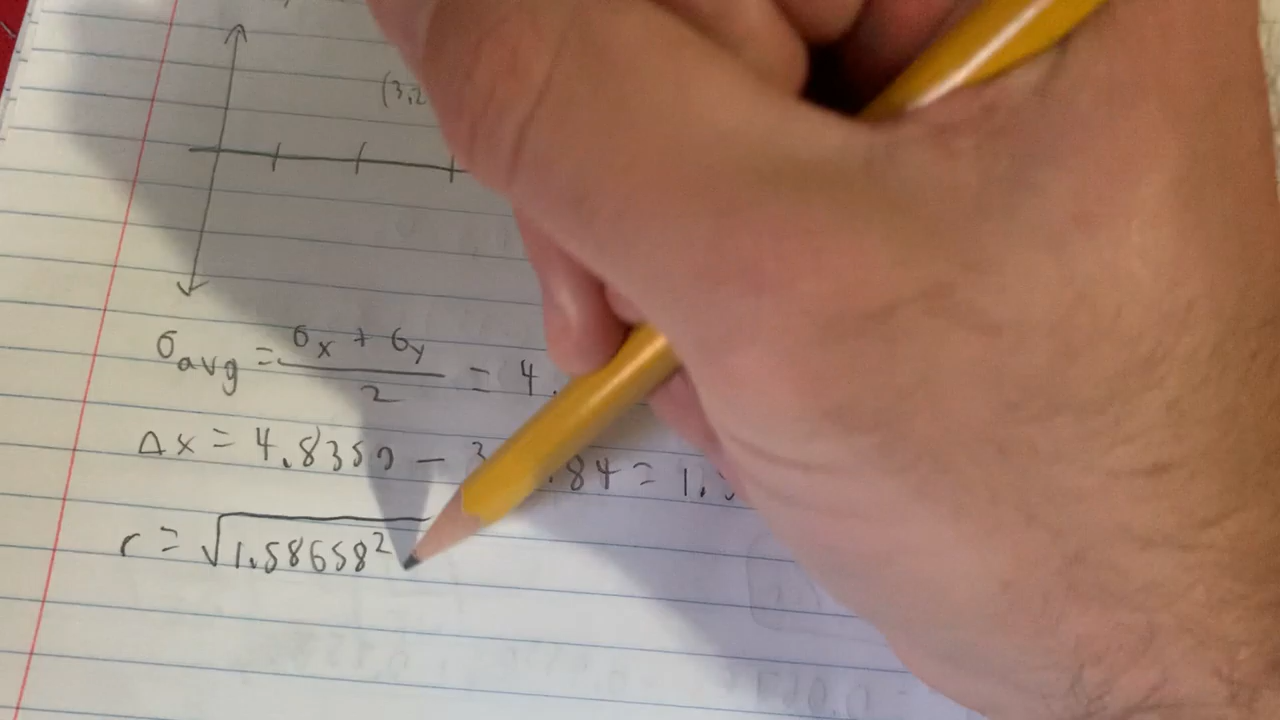 (3.2
σavg = σx + σy / 2 = 4.
Δx = 4.8350 - 3 .84 = 1.
r = √1.58658²